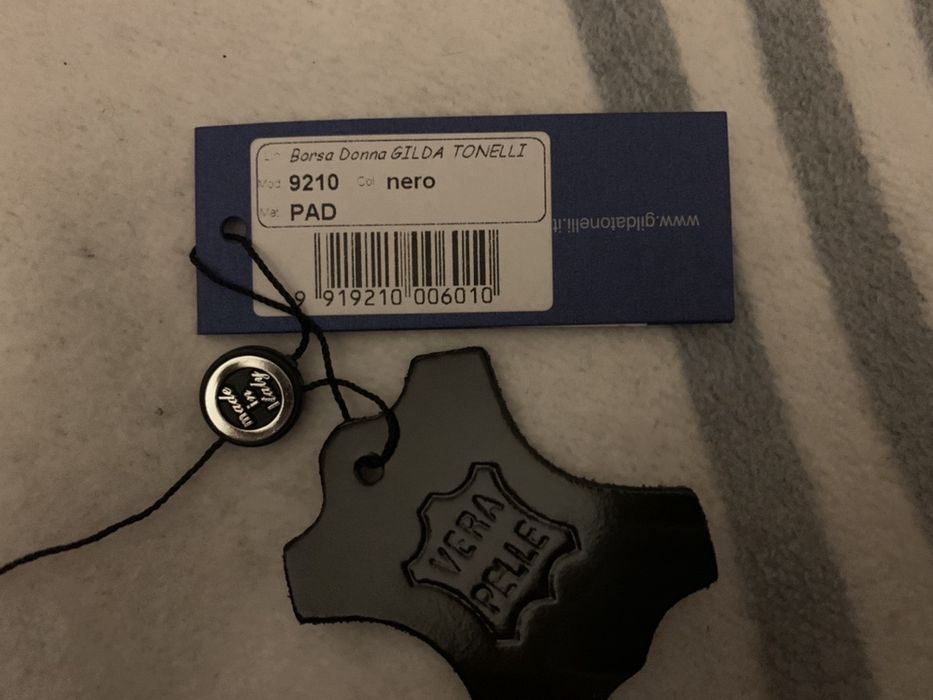 Lin Borsa Donna GILDA TONELLI
Mod 9210 Col nero
Mat PAD
9 919210 006010
www.gildatonelli.it
made
in
Italy
VERA
PELLE